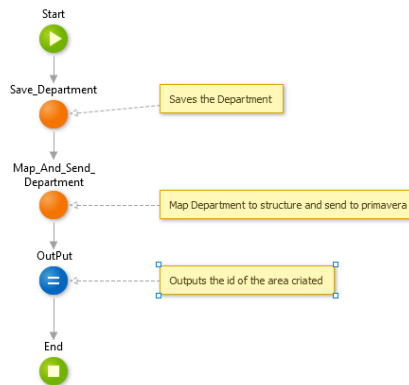 Start
Save_Department
Saves the Department
Map_And_Send_
Department
Map Department to structure and send to primavera
OutPut
Outputs the id of the area criated
End